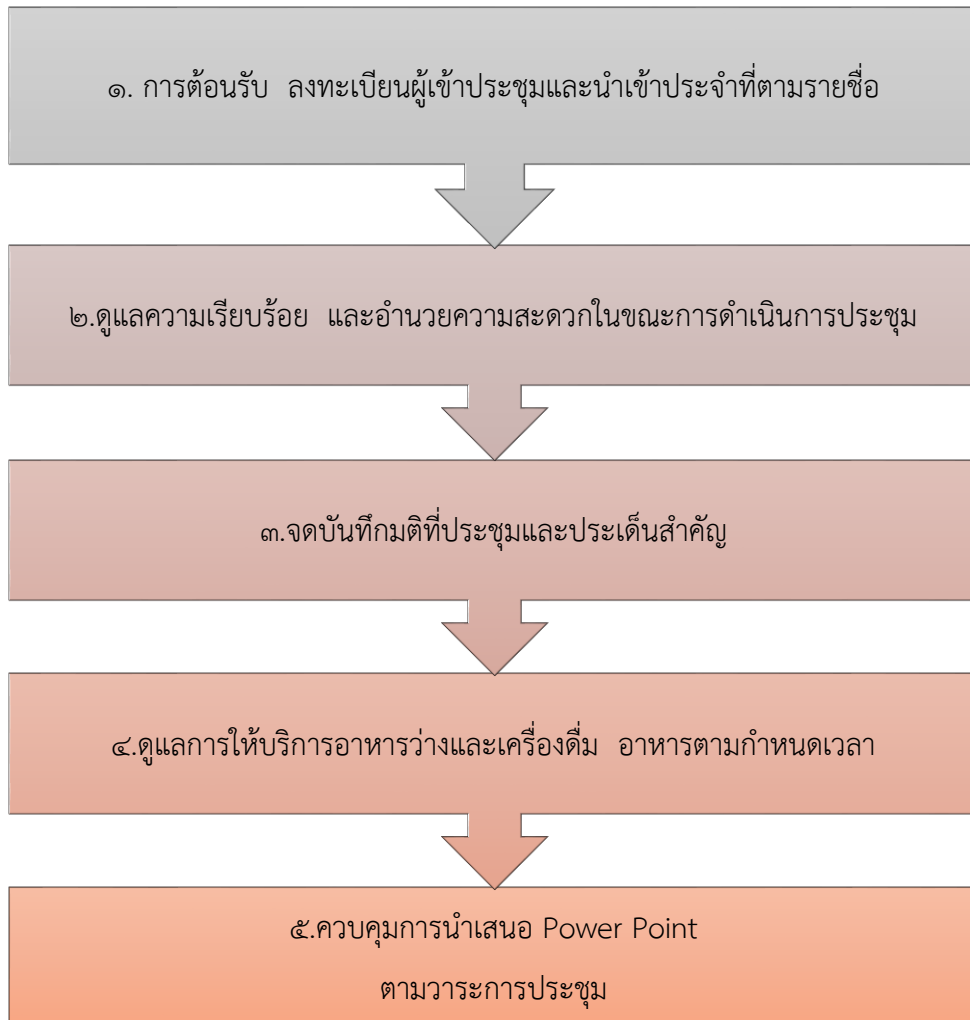 ๑. การต้อนรับ ลงทะเบียนผู้เข้าประชุมและนำเข้าประจำที่ตามรายชื่อ
๒.ดูแลความเรียบร้อย และอำนวยความสะดวกในขณะการดำเนินการประชุม
๓.จดบันทึกมติที่ประชุมและประเด็นสำคัญ
๔.ดูแลการให้บริการอาหารว่างและเครื่องดื่ม อาหารตามกำหนดเวลา
๕.ควบคุมการนำเสนอ Power Point
ตามวาระการประชุม